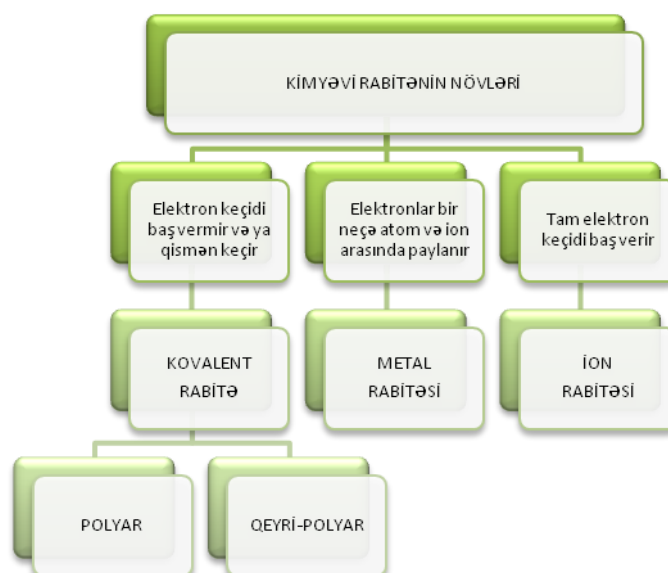 KİMYƏVİ RABİTƏNİN NÖVLƏRİ
Elektron keçidi
baş vermir və ya
qismən keçir
Elektronlar bir
neçə atom və ion
arasında paylanır
Tam elektron
keçidi baş verir
KOVALENT
RABİTƏ
METAL
RABİTƏSİ
İON
RABİTƏSİ
POLYAR
QEYRİ-POLYAR